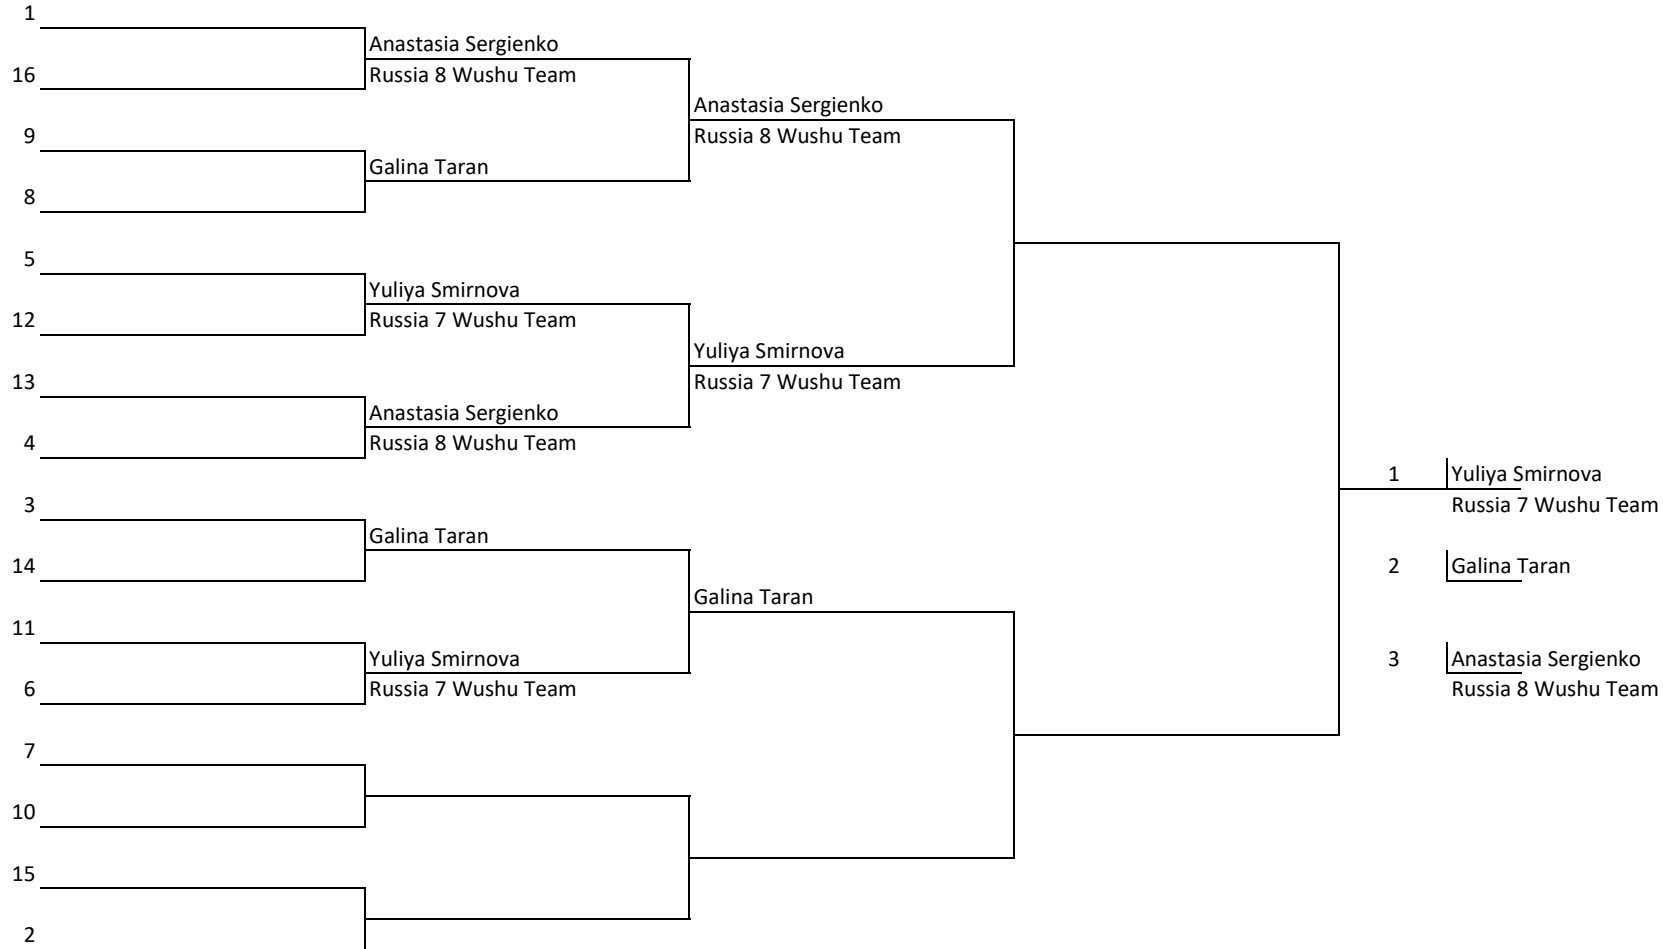 1
Anastasia Sergienko
16
Russia 8 Wushu Team
Anastasia Sergienko
9
Russia 8 Wushu Team
Galina Taran
8
5
Yuliya Smirnova
12
Russia 7 Wushu Team
Yuliya Smirnova
13
Russia 7 Wushu Team
Anastasia Sergienko
4
Russia 8 Wushu Team
1
Yuliya Smirnova
3
Russia 7 Wushu Team
Galina Taran
14
2
Galina Taran
Galina Taran
11
Yuliya Smirnova
3
Anastasia Sergienko
6
Russia 7 Wushu Team
Russia 8 Wushu Team
7
10
15
2